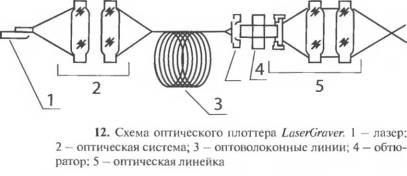 1
2
3
4
5
12. Схема оптического плоттера LaserGraver. 1 – лазер;
2 – оптическая система; 3 – оптоволоконные линии; 4 – обтю-
ратор; 5 – оптическая линейка